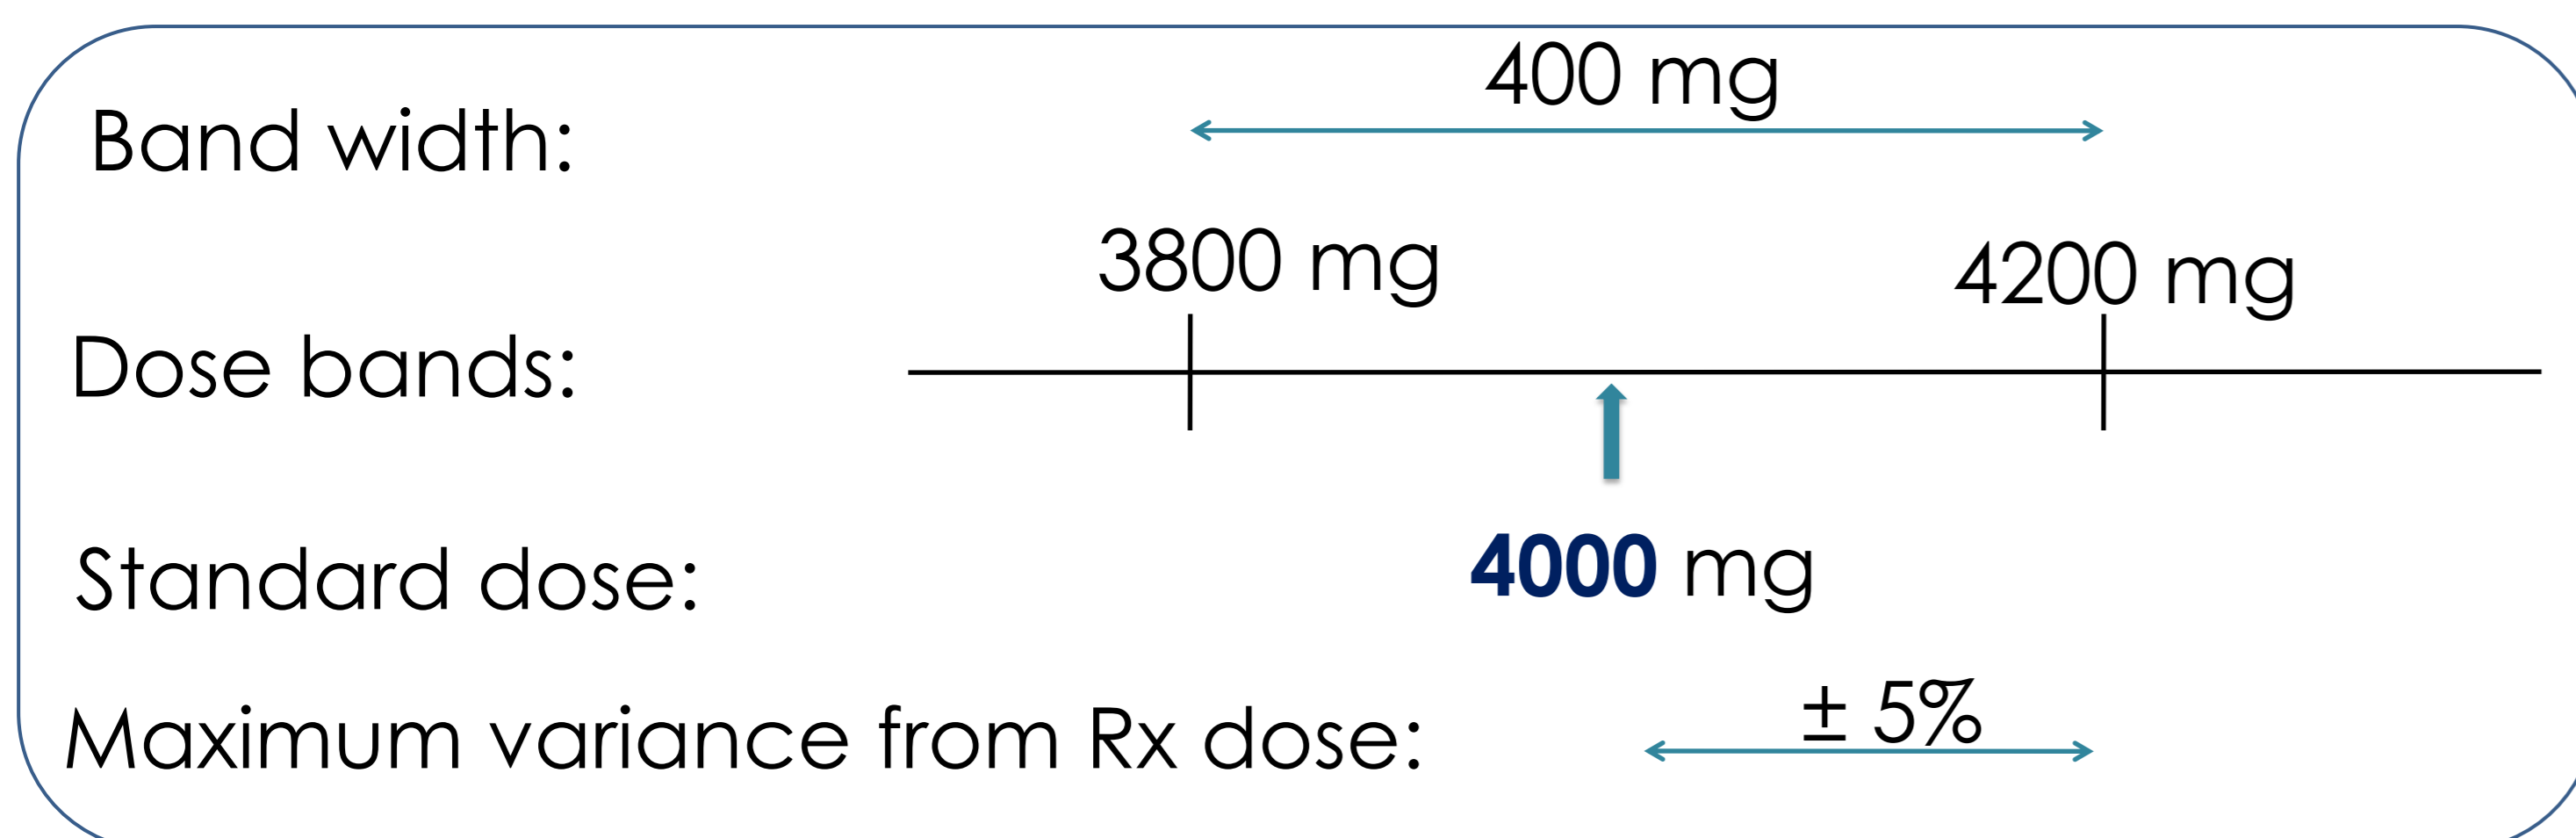 Band width: 400 mg
3800 mg 4200 mg
Dose bands:
Standard dose: 4000 mg
Maximum variance from Rx dose: ± 5%